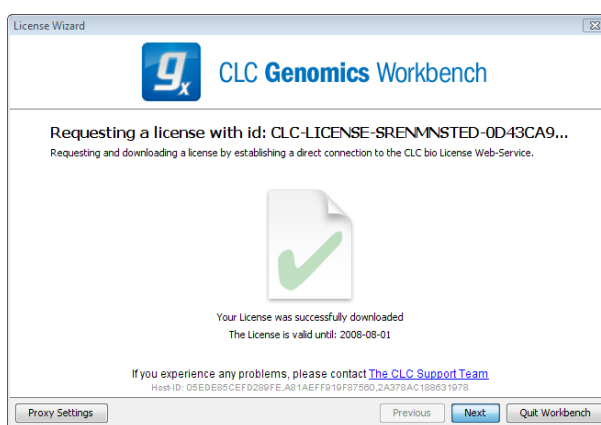 License Wizard
gx CLC Genomics Workbench
Requesting a license with id: CLC-LICENSE-SRENMNSTED-0D43CA9...
Requesting and downloading a license by establishing a direct connection to the CLC bio License Web-Service.
Your License was successfully downloaded
The License is valid until: 2008-08-01
If you experience any problems, please contact The CLC Support Team
Host-ID: 05EDE85CEFD289FE,A81AEFF919F87560,2A378AC188631978
Proxy Settings Previous Next Quit Workbench